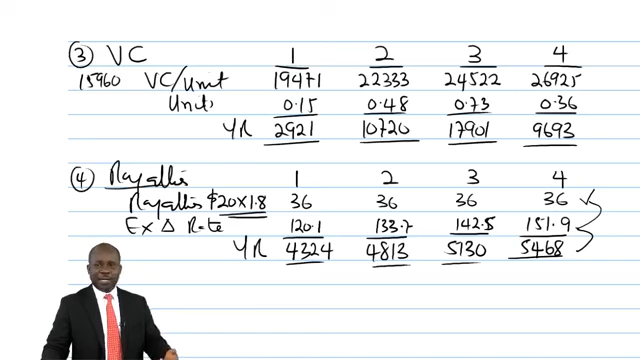 ③ VC 1 2 3 4
15960 VC/Unit 19471 22333 24522 26925
Units 0.15 0.48 0.73 0.36
YR 2921 10720 17901 9693
④ Royalties 1 2 3 4
Royalties $20 x 1.8 36 36 36 36
Ex Δ Rate 120.1 133.7 142.5 151.9
YR 4324 4813 5130 5468